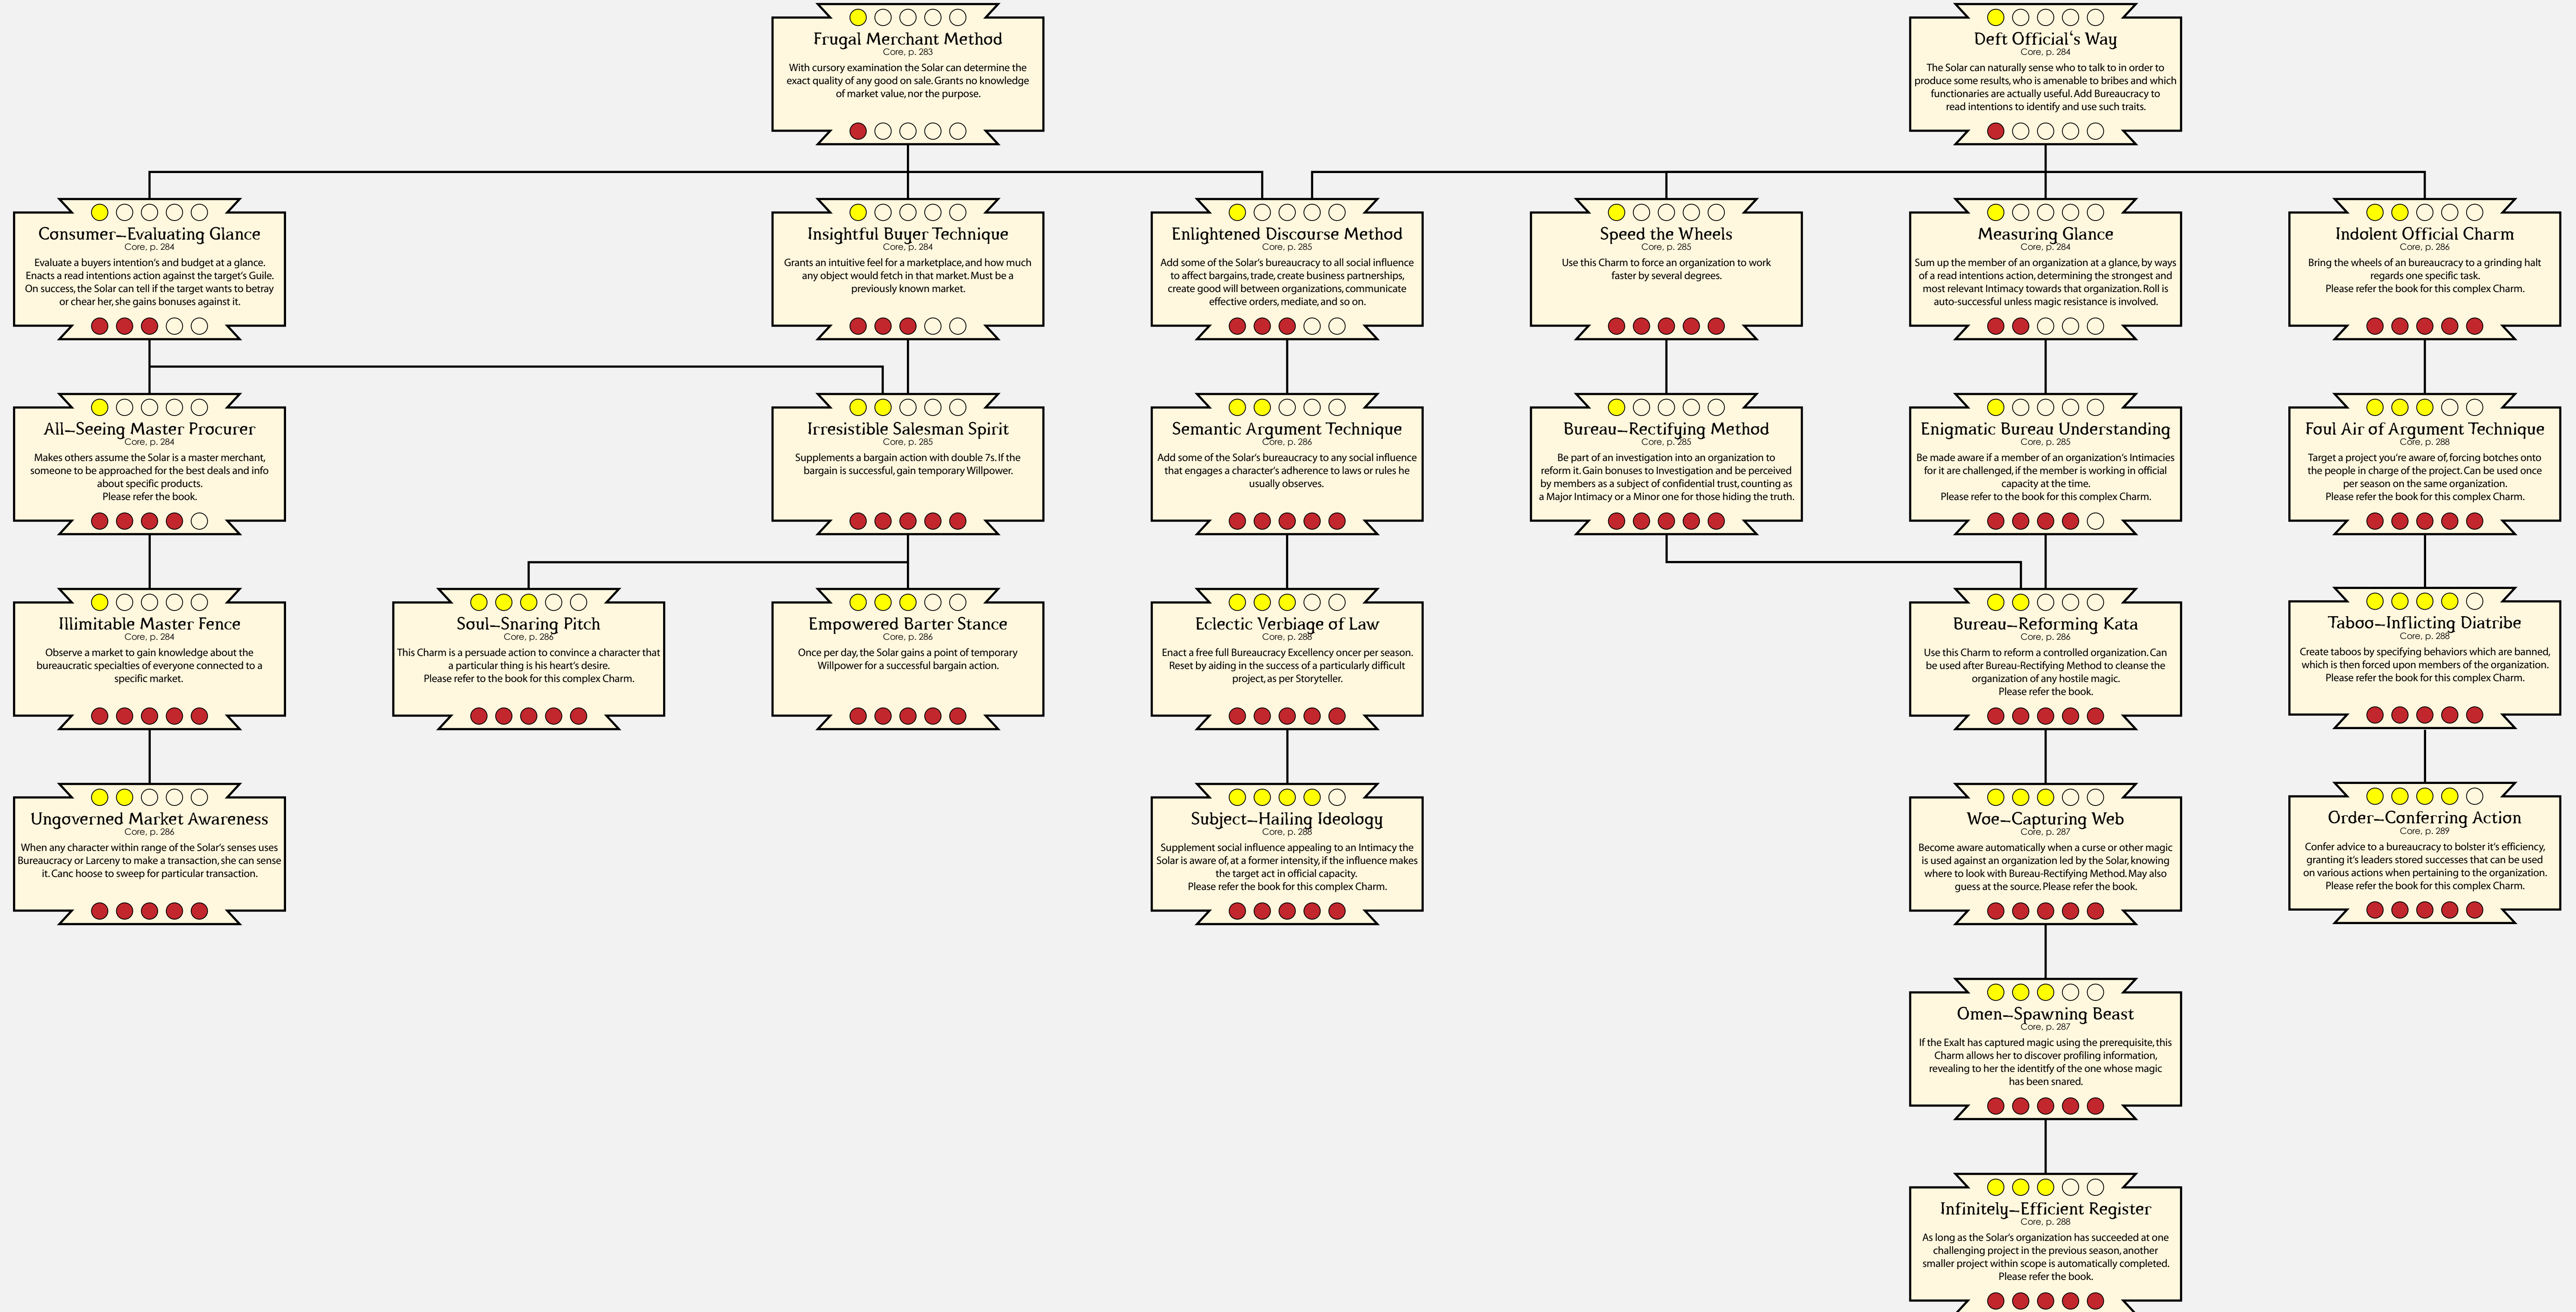 Frugal Merchant Method
Core, p. 283
With cursory examination the Solar can determine the
exact quality of any good on sale. Grants no knowledge
of market value, nor the purpose.
Deft Official's Way
Core, p. 284
The Solar can naturally sense who to talk to in order to
produce some results, who is amenable to bribes and which
functionaries are actually useful. Add Bureaucracy to
read intentions to identify and use such traits.
Consumer-Evaluating Glance
Core, p. 284
Evaluate a buyers intention's and budget at a glance.
Enacts a read intentions action against the target's Guile.
On success, the Solar can tell if the target wants to betray
or chear her, she gains bonuses against it.
Insightful Buyer Technique
Core, p. 284
Grants an intuitive feel for a marketplace, and how much
any object would fetch in that market. Must be a
previously known market.
Enlightened Discourse Method
Core, p. 285
Add some of the Solar's bureaucracy to all social influence
to affect bargains, trade, create business partnerships,
create good will between organizations, communicate
effective orders, mediate, and so on.
Speed the Wheels
Core, p. 285
Use this Charm to force an organization to work
faster by several degrees.
Measuring Glance
Core, p. 284
Sum up the member of an organization at a glance, by ways
of a read intentions action, determining the strongest and
most relevant Intimacy towards that organization. Roll is
auto-successful unless magic resistance is involved.
Indolent Official Charm
Core, p. 286
Bring the wheels of an bureaucracy to a grinding halt
regards one specific task.
Please refer the book for this complex Charm.
All-Seeing Master Procurer
Core, p. 284
Makes others assume the Solar is a master merchant,
someone to be approached for the best deals and info
about specific products.
Please refer the book.
Irresistible Salesman Spirit
Core, p. 285
Supplements a bargain action with double 7s. If the
bargain is successful, gain temporary Willpower.
Semantic Argument Technique
Core, p. 286
Add some of the Solar's bureaucracy to any social influence
that engages a character's adherence to laws or rules he
usually observes.
Bureau-Rectifying Method
Core, p. 285
Be part of an investigation into an organization to
reform it. Gain bonuses to Investigation and be perceived
by members as a subject of confidential trust, counting as
a Major Intimacy or a Minor one for those hiding the truth.
Enigmatic Bureau Understanding
Core, p. 285
Be made aware if a member of an organization's Intimacies
for it are challenged, if the member is working in official
capacity at the time.
Please refer to the book for this complex Charm.
Foul Air of Argument Technique
Core, p. 288
Target a project you're aware of, forcing botches onto
the people in charge of the project. Can be used once
per season on the same organization.
Please refer the book for this complex Charm.
Illimitable Master Fence
Core, p. 284
Observe a market to gain knowledge about the
bureaucratic specialties of everyone connected to a
specific market.
Soul-Snaring Pitch
Core, p. 286
This Charm is a persuade action to convince a character that
a particular thing is his heart's desire.
Please refer to the book for this complex Charm.
Empowered Barter Stance
Core, p. 286
Once per day, the Solar gains a point of temporary
Willpower for a successful bargain action.
Eclectic Verbiage of Law
Core, p. 288
Enact a free full Bureaucracy Excellency oncer per season.
Reset by aiding in the success of a particularly difficult
project, as per Storyteller.
Bureau-Reforming Kata
Core, p. 286
Use this Charm to reform a controlled organization. Can
be used after Bureau-Rectifying Method to cleanse the
organization of any hostile magic.
Please refer the book.
Taboo-Inflicting Diatribe
Core, p. 288
Create taboos by specifying behaviors which are banned,
which is then forced upon members of the organization.
Please refer the book for this complex Charm.
Ungoverned Market Awareness
Core, p. 286
When any character within range of the Solar's senses uses
Bureaucracy or Larceny to make a transaction, she can sense
it. Canc hoose to sweep for particular transaction.
Subject-Hailing Ideology
Core, p. 288
Supplement social influence appealing to an Intimacy the
Solar is aware of, at a former intensity, if the influence makes
the target act in official capacity.
Please refer the book for this complex Charm.
Woe-Capturing Web
Core, p. 287
Become aware automatically when a curse or other magic
is used against an organization led by the Solar, knowing
where to look with Bureau-Rectifying Method. May also
guess at the source. Please refer the book.
Order-Conferring Action
Core, p. 289
Confer advice to a bureaucracy to bolster it's efficiency,
granting it's leaders stored successes that can be used
on various actions when pertaining to the organization.
Please refer the book for this complex Charm.
Omen-Spawning Beast
Core, p. 287
If the Exalt has captured magic using the prerequisite, this
Charm allows her to discover profiling information,
revealing to her the identitfy of the one whose magic
has been snared.
Infinitely-Efficient Register
Core, p. 288
As long as the Solar's organization has succeeded at one
challenging project in the previous season, another
smaller project within scope is automatically completed.
Please refer the book.